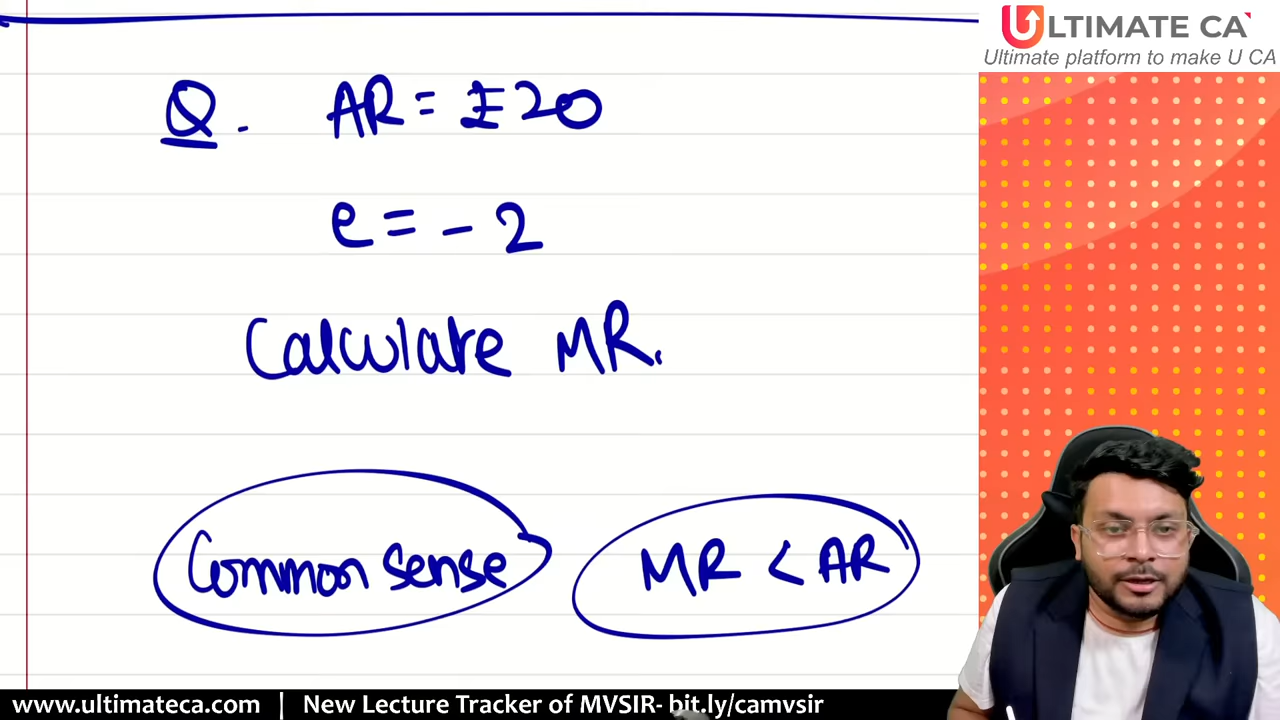 ULTIMATE CA
Ultimate platform to make U CA
Q. AR = ₹20
e = - 2
Calculate MR.
Common sense
MR < AR
www.ultimateca.com | New Lecture Tracker of MVSIR- bit.ly/camvsir